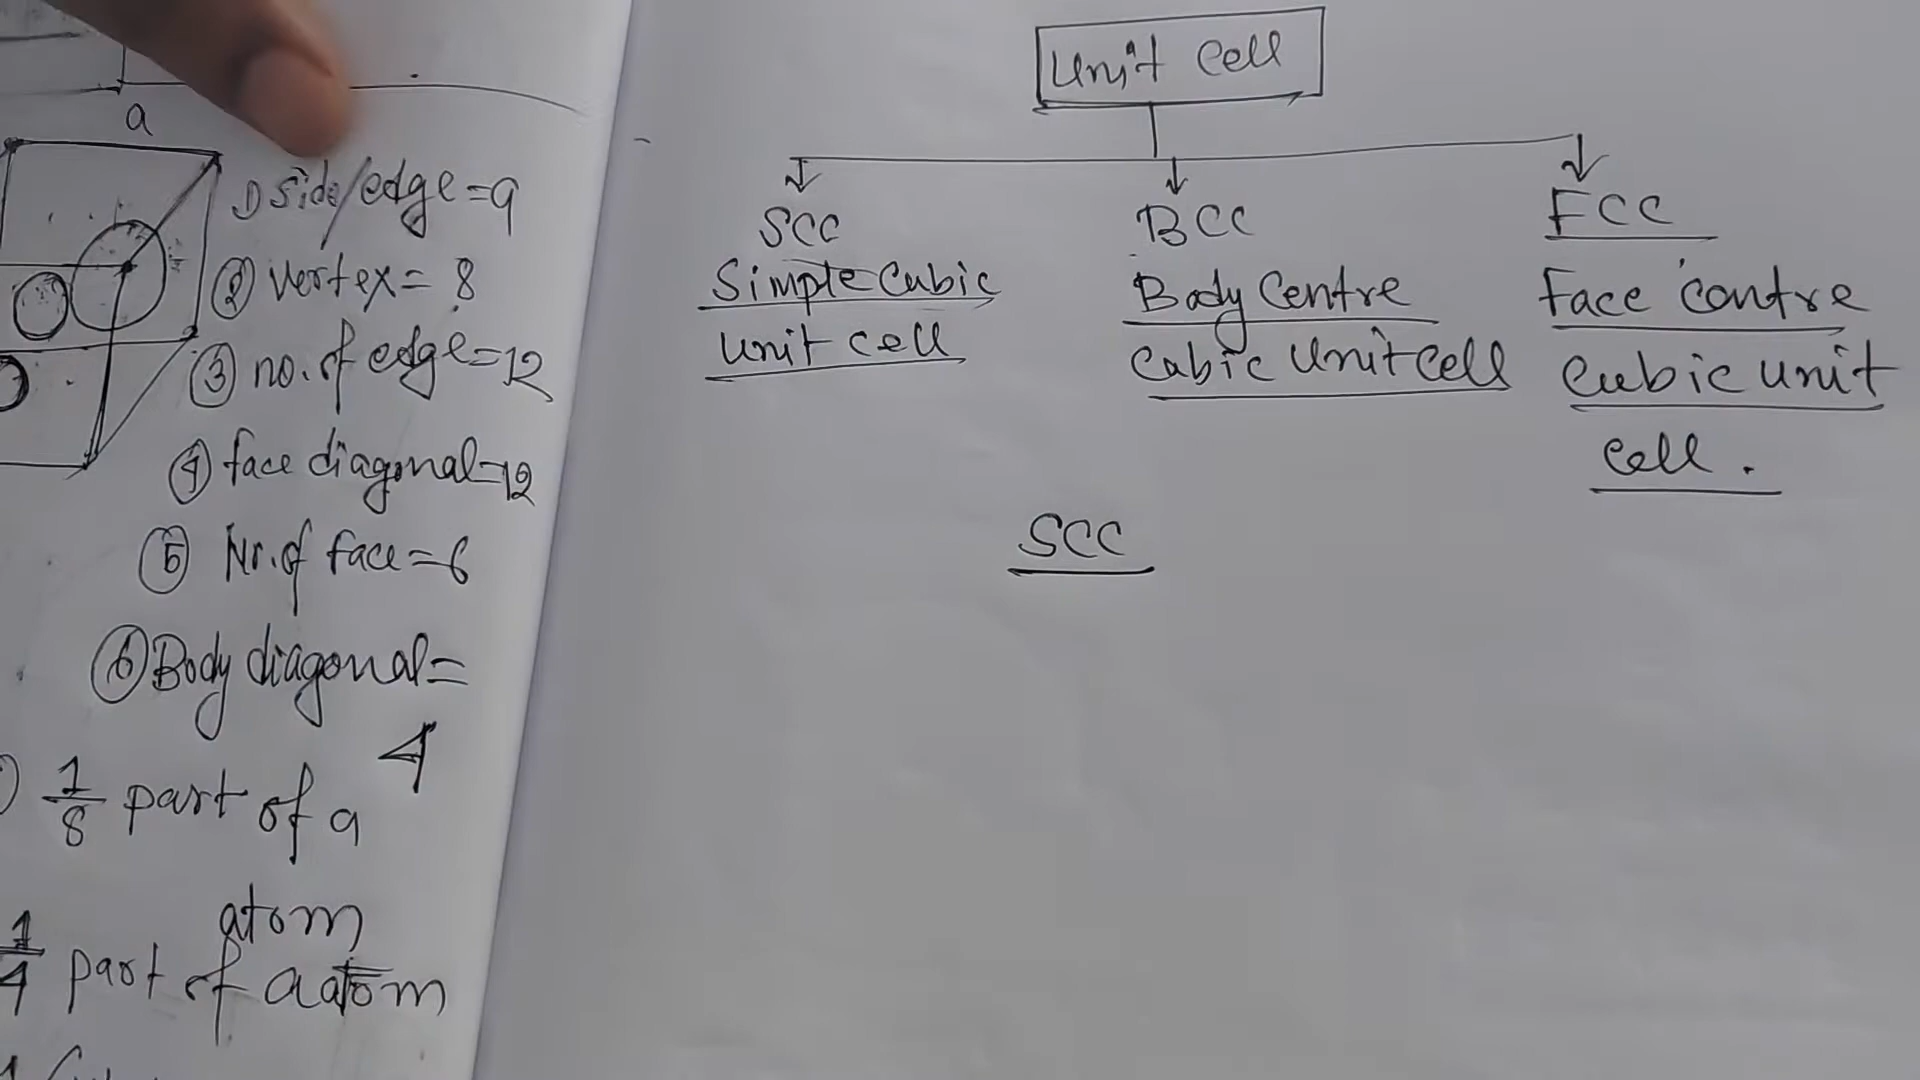 a
1) side/edge=a
② vertex= 8
③ no. of edge=12
④ face diagonal=12
⑤ Nr. of face=6
⑥ Body diagonal=
4
) 1/8 part of a
atom
1/4 part of a atom
Unit Cell
SCC
Simple Cubic
unit cell
BCC
Body Centre
Cubic Unit Cell
FCC
Face Centre
Cubic unit
Cell.
SCC